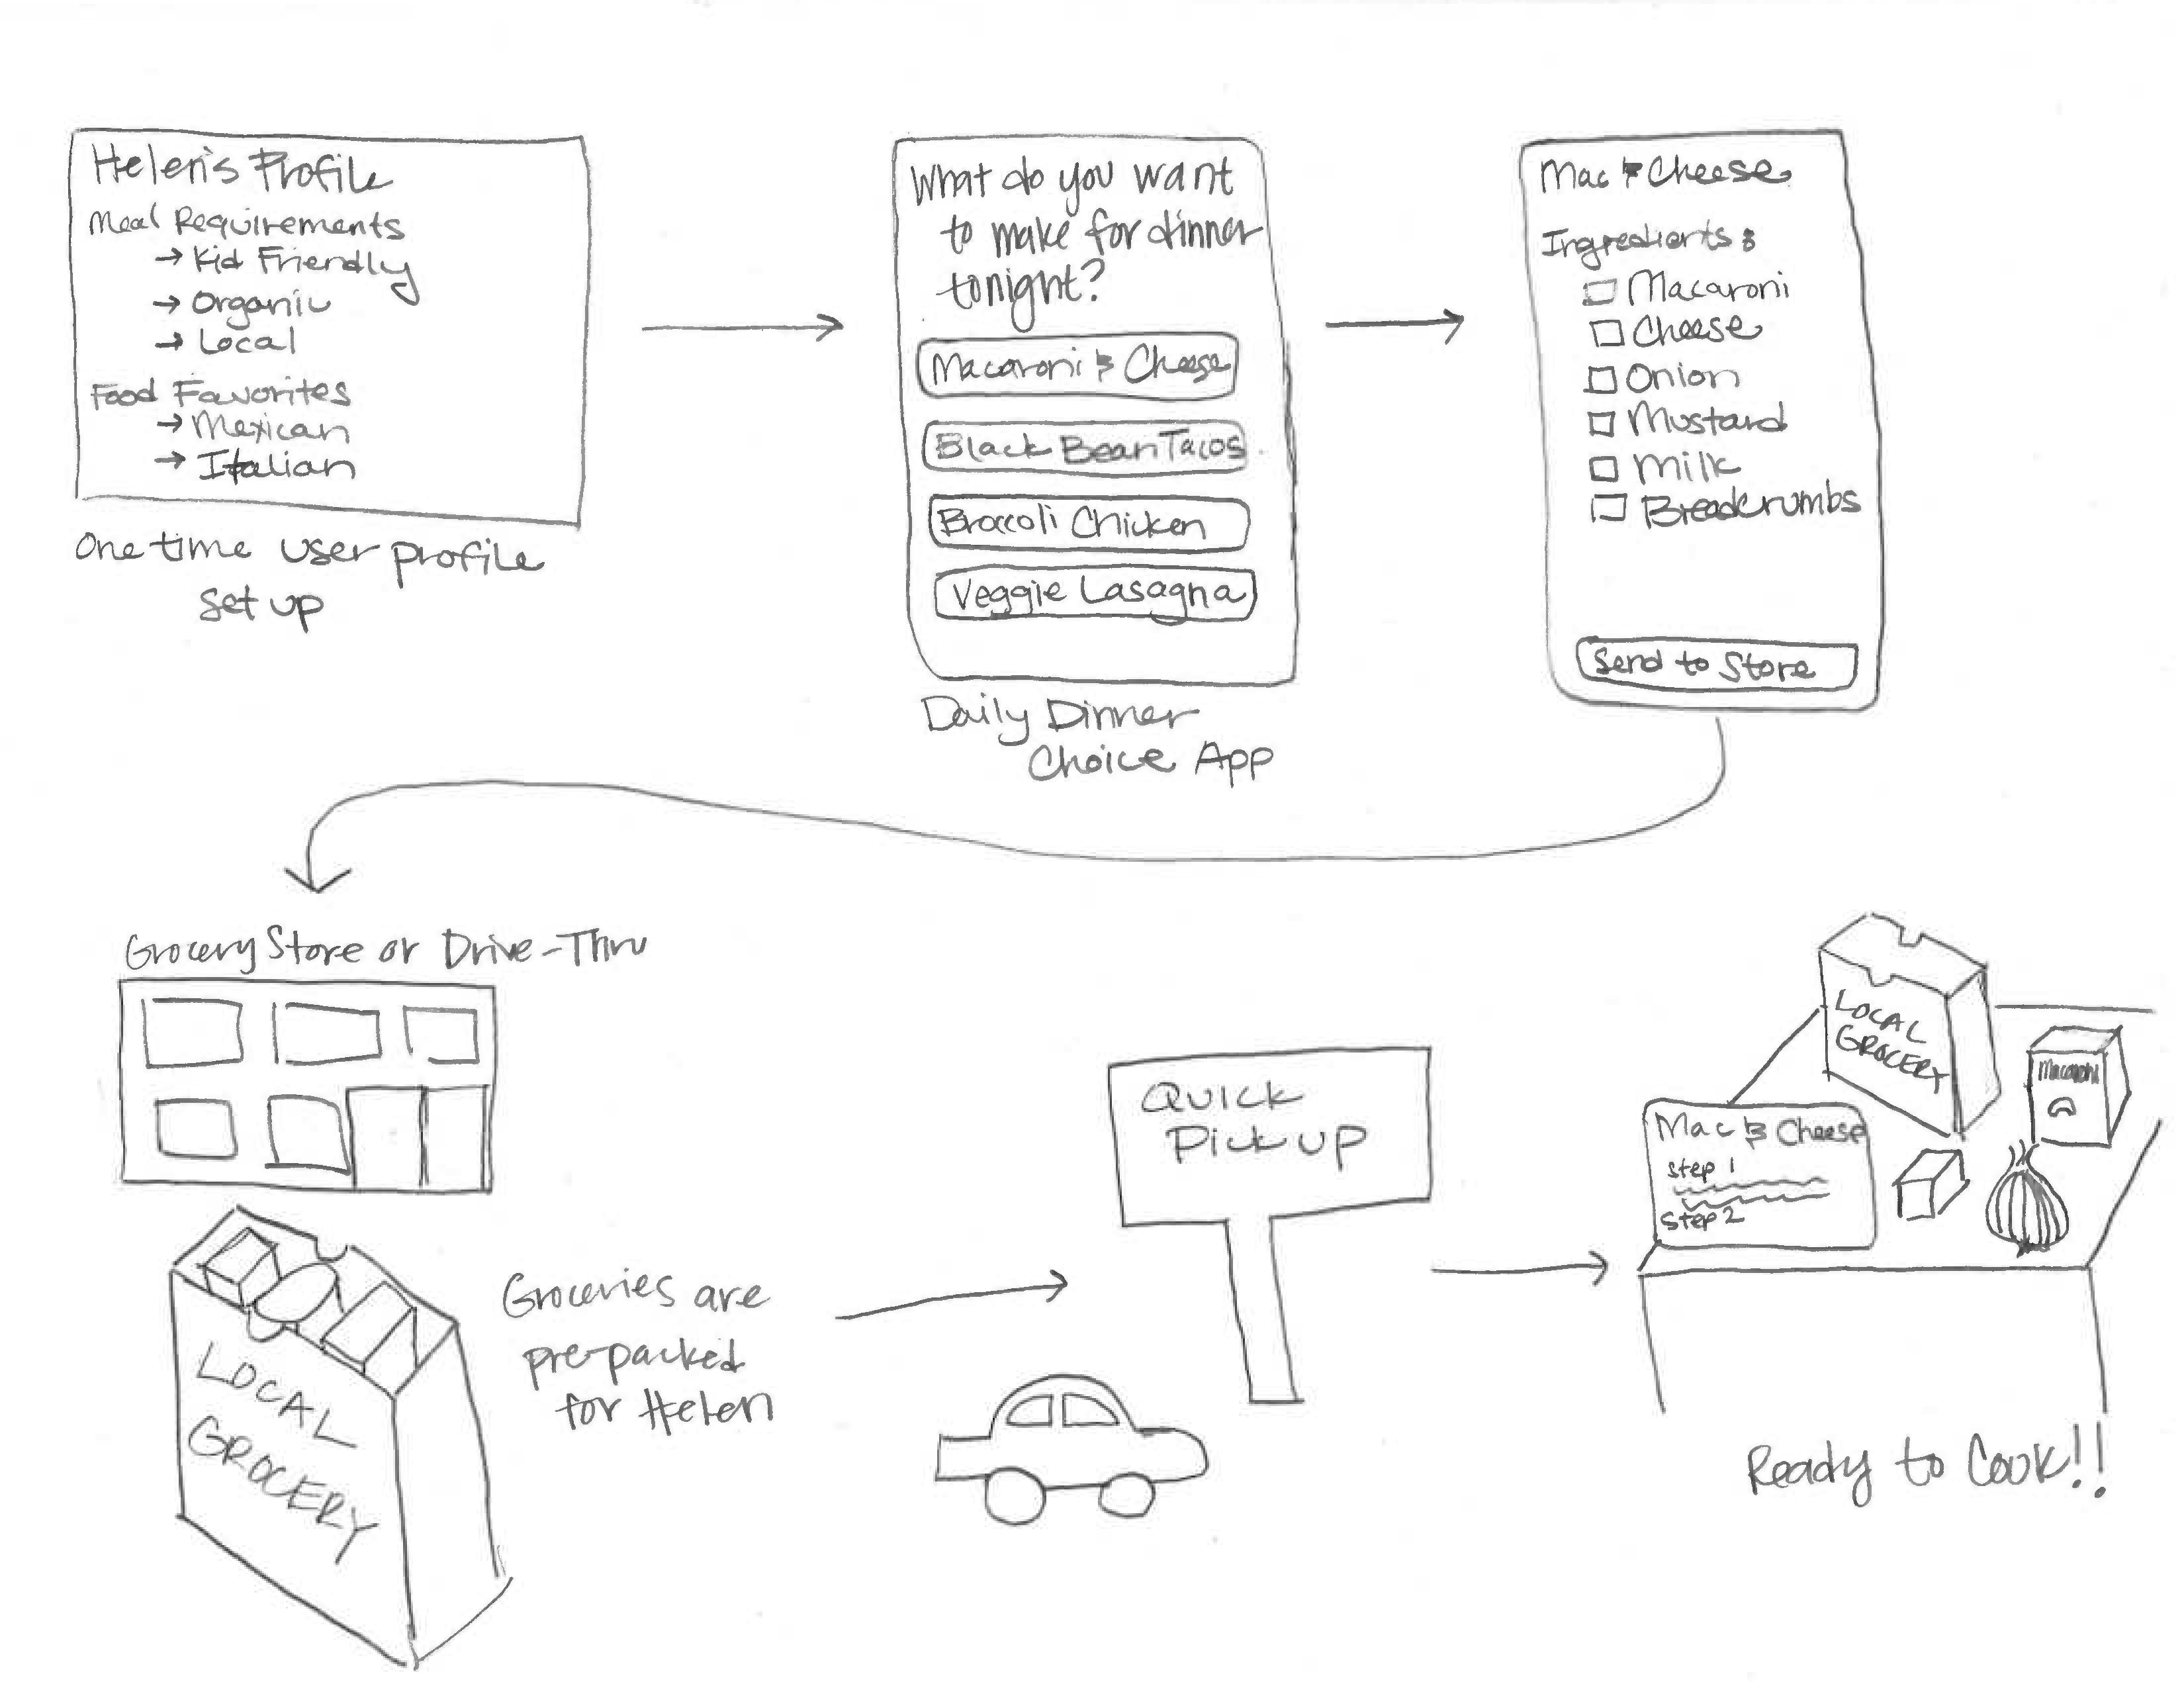 Helen's Profile
Meal Requirements
→ Kid Friendly
→ Organic
→ Local
Food Favorites
→ Mexican
→ Italian
One time user profile
set up
What do you want
to make for dinner
tonight?
Macaroni & Cheese
Black Bean Tacos
Broccoli Chicken
Veggie Lasagna
Daily Dinner
Choice App
Mac & Cheese
Ingredients:
Macaroni
Cheese
Onion
Mustard
Milk
Breadcrumbs
Send to Store
Grocery Store or Drive-Thru
LOCAL
GROCERY
Groceries are
pre-packed
for Helen
Quick
Pick up
LOCAL
GROCERY
Macaroni
Mac & Cheese
Step 1
Step 2
Ready to Cook!!